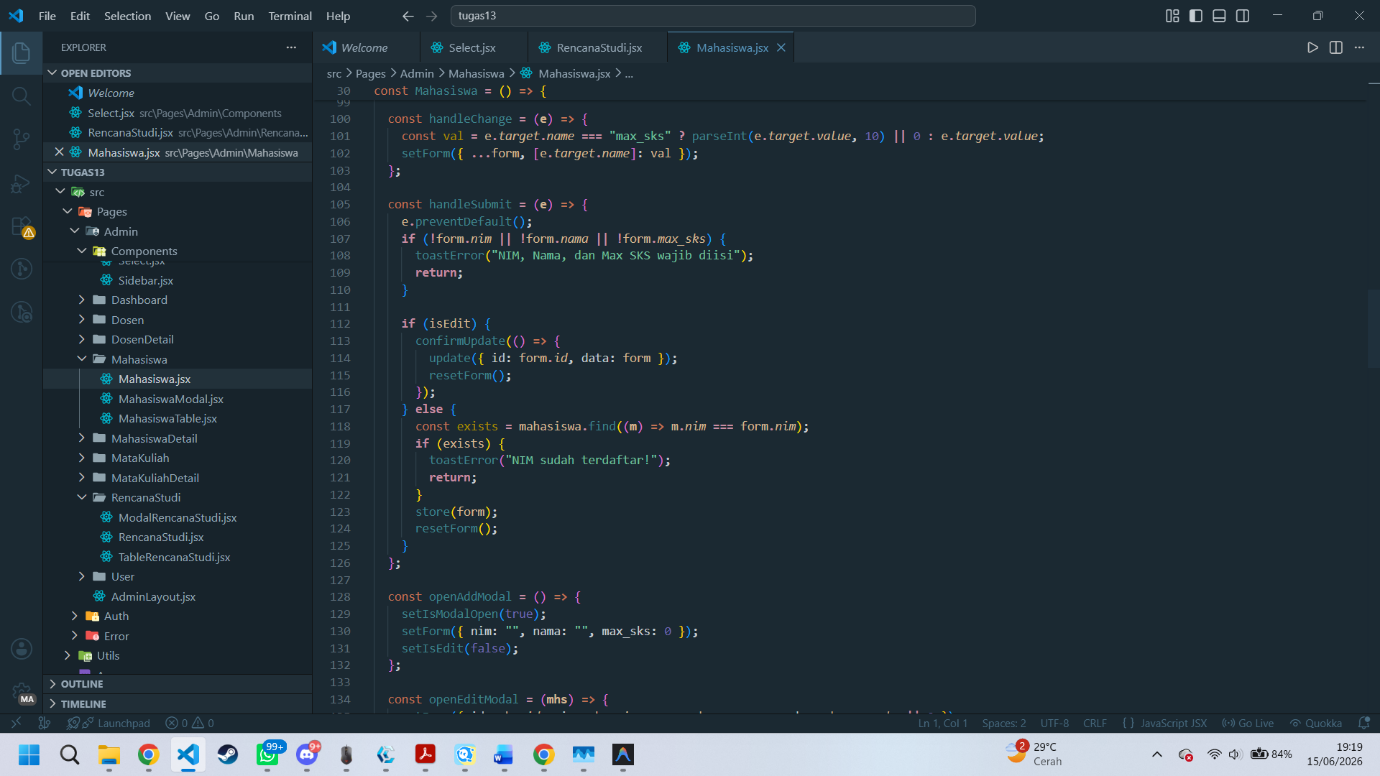 File Edit Selection View Go Run Terminal Help
tugas13
EXPLORER
OPEN EDITORS
Welcome
Select.jsx src\Pages\Admin\Components
RencanaStudi.jsx src\Pages\Admin\Rencana...
Mahasiswa.jsx src\Pages\Admin\Mahasiswa
TUGAS13
src
Pages
Admin
Components
Select.jsx
Sidebar.jsx
Dashboard
Dosen
DosenDetail
Mahasiswa
Mahasiswa.jsx
MahasiswaModal.jsx
MahasiswaTable.jsx
MahasiswaDetail
MataKuliah
MataKuliahDetail
RencanaStudi
ModalRencanaStudi.jsx
RencanaStudi.jsx
TableRencanaStudi.jsx
User
AdminLayout.jsx
Auth
Error
Utils
OUTLINE
TIMELINE
MA
Welcome Select.jsx RencanaStudi.jsx Mahasiswa.jsx
src > Pages > Admin > Mahasiswa > Mahasiswa.jsx > ...
30 const Mahasiswa = () => {
99
100 const handleChange = (e) => {
101 const val = e.target.name === "max_sks" ? parseInt(e.target.value, 10) || 0 : e.target.value;
102 setForm({ ...form, [e.target.name]: val });
103 };
104
105 const handleSubmit = (e) => {
106 e.preventDefault();
107 if (!form.nim || !form.nama || !form.max_sks) {
108 toastError("NIM, Nama, dan Max SKS wajib diisi");
109 return;
110 }
111
112 if (isEdit) {
113 confirmUpdate(() => {
114 update({ id: form.id, data: form });
115 resetForm();
116 });
117 } else {
118 const exists = mahasiswa.find((m) => m.nim === form.nim);
119 if (exists) {
120 toastError("NIM sudah terdaftar!");
121 return;
122 }
123 store(form);
124 resetForm();
125 }
126 };
127
128 const openAddModal = () => {
129 setIsModalOpen(true);
130 setForm({ nim: "", nama: "", max_sks: 0 });
131 setIsEdit(false);
132 };
133
134 const openEditModal = (mhs) => {
Launchpad 0 0 Ln 1, Col 1 Spaces: 2 UTF-8 CRLF { } JavaScript JSX Go Live Quokka
99+ 9+ 2 29°C Cerah 84% 19:19 15/06/2026